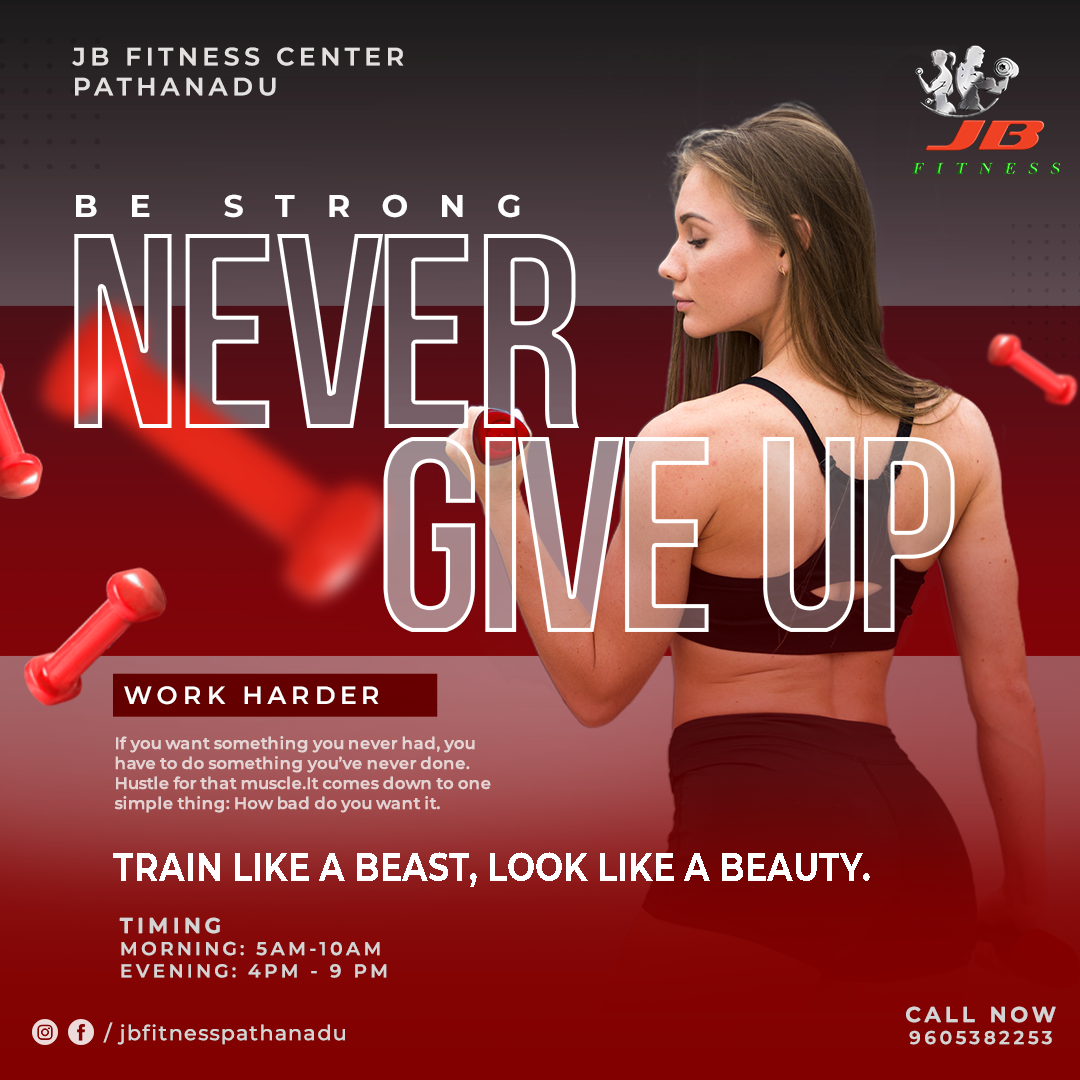 JB FITNESS CENTER
PATHANADU
JB
FITNESS
BE STRONG
NEVER
GIVE UP
WORK HARDER
If you want something you never had, you
have to do something you've never done.
Hustle for that muscle.It comes down to one
simple thing: How bad do you want it.
TRAIN LIKE A BEAST, LOOK LIKE A BEAUTY.
TIMING
MORNING: 5AM-10AM
EVENING: 4PM - 9 PM
/ jbfitnesspathanadu
CALL NOW
9605382253